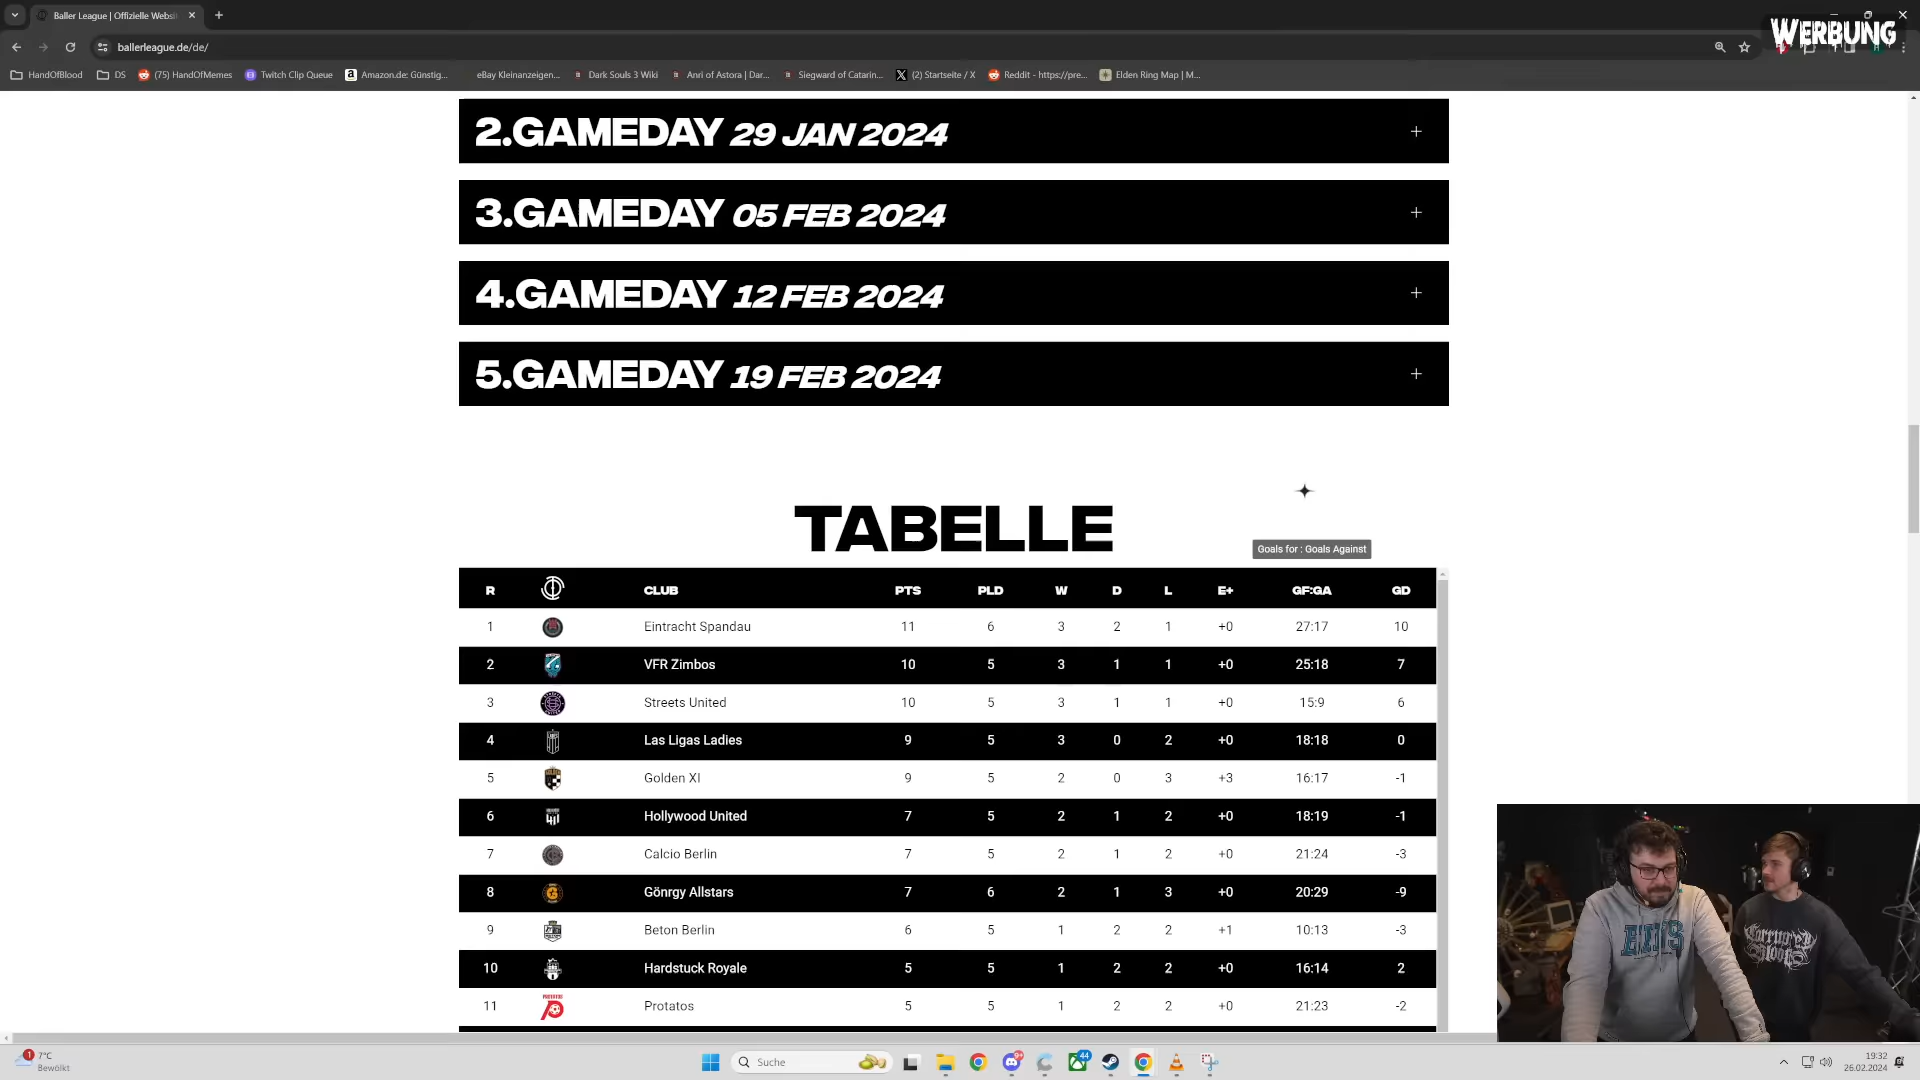 Baller League | Offizielle Websi
WERBUNG
ballerleague.de/de/
HandOfBlood
DS
(75) HandOfMemes
Twitch Clip Queue
Amazon.de: Günstig...
eBay Kleinanzeigen...
Dark Souls 3 Wiki
Anri of Astora | Dar...
Siegward of Catarin...
(2) Startseite / X
Reddit - https://pre...
Elden Ring Map | M...
2.GAMEDAY 29 JAN 2024
3.GAMEDAY 05 FEB 2024
4.GAMEDAY 12 FEB 2024
5.GAMEDAY 19 FEB 2024
TABELLE
Goals for : Goals Against
R CLUB PTS PLD W D L E+ GF:GA GD
1 Eintracht Spandau 11 6 3 2 1 +0 27:17 10
2 VFR Zimbos 10 5 3 1 1 +0 25:18 7
3 Streets United 10 5 3 1 1 +0 15:9 6
4 Las Ligas Ladies 9 5 3 0 2 +0 18:18 0
5 Golden XI 9 5 2 0 3 +3 16:17 -1
6 Hollywood United 7 5 2 1 2 +0 18:19 -1
7 Calcio Berlin 7 5 2 1 2 +0 21:24 -3
8 Gönrgy Allstars 7 6 2 1 3 +0 20:29 -9
9 Beton Berlin 6 5 1 2 2 +1 10:13 -3
10 Hardstuck Royale 5 5 1 2 2 +0 16:14 2
11 Protatos 5 5 1 2 2 +0 21:23 -2
1
7°C
Bewölkt
Suche
9+
44
19:32
26.02.2024